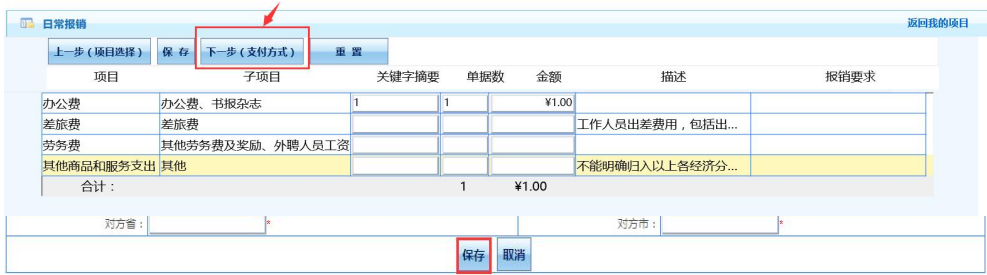 日常报销 返回我的项目
上一步(项目选择) 保 存 下一步(支付方式) 重 置
项目 子项目 关键字摘要 单据数 金额 描述 报销要求
办公费 办公费、书报杂志 1 1 ¥1.00
差旅费 差旅费 工作人员出差费用，包括出...
劳务费 其他劳务费及奖励、外聘人员工资
其他商品和服务支出 其他 不能明确归入以上各经济分...
合计： 1 ¥1.00
对方省： * 对方市： *
保存 取消